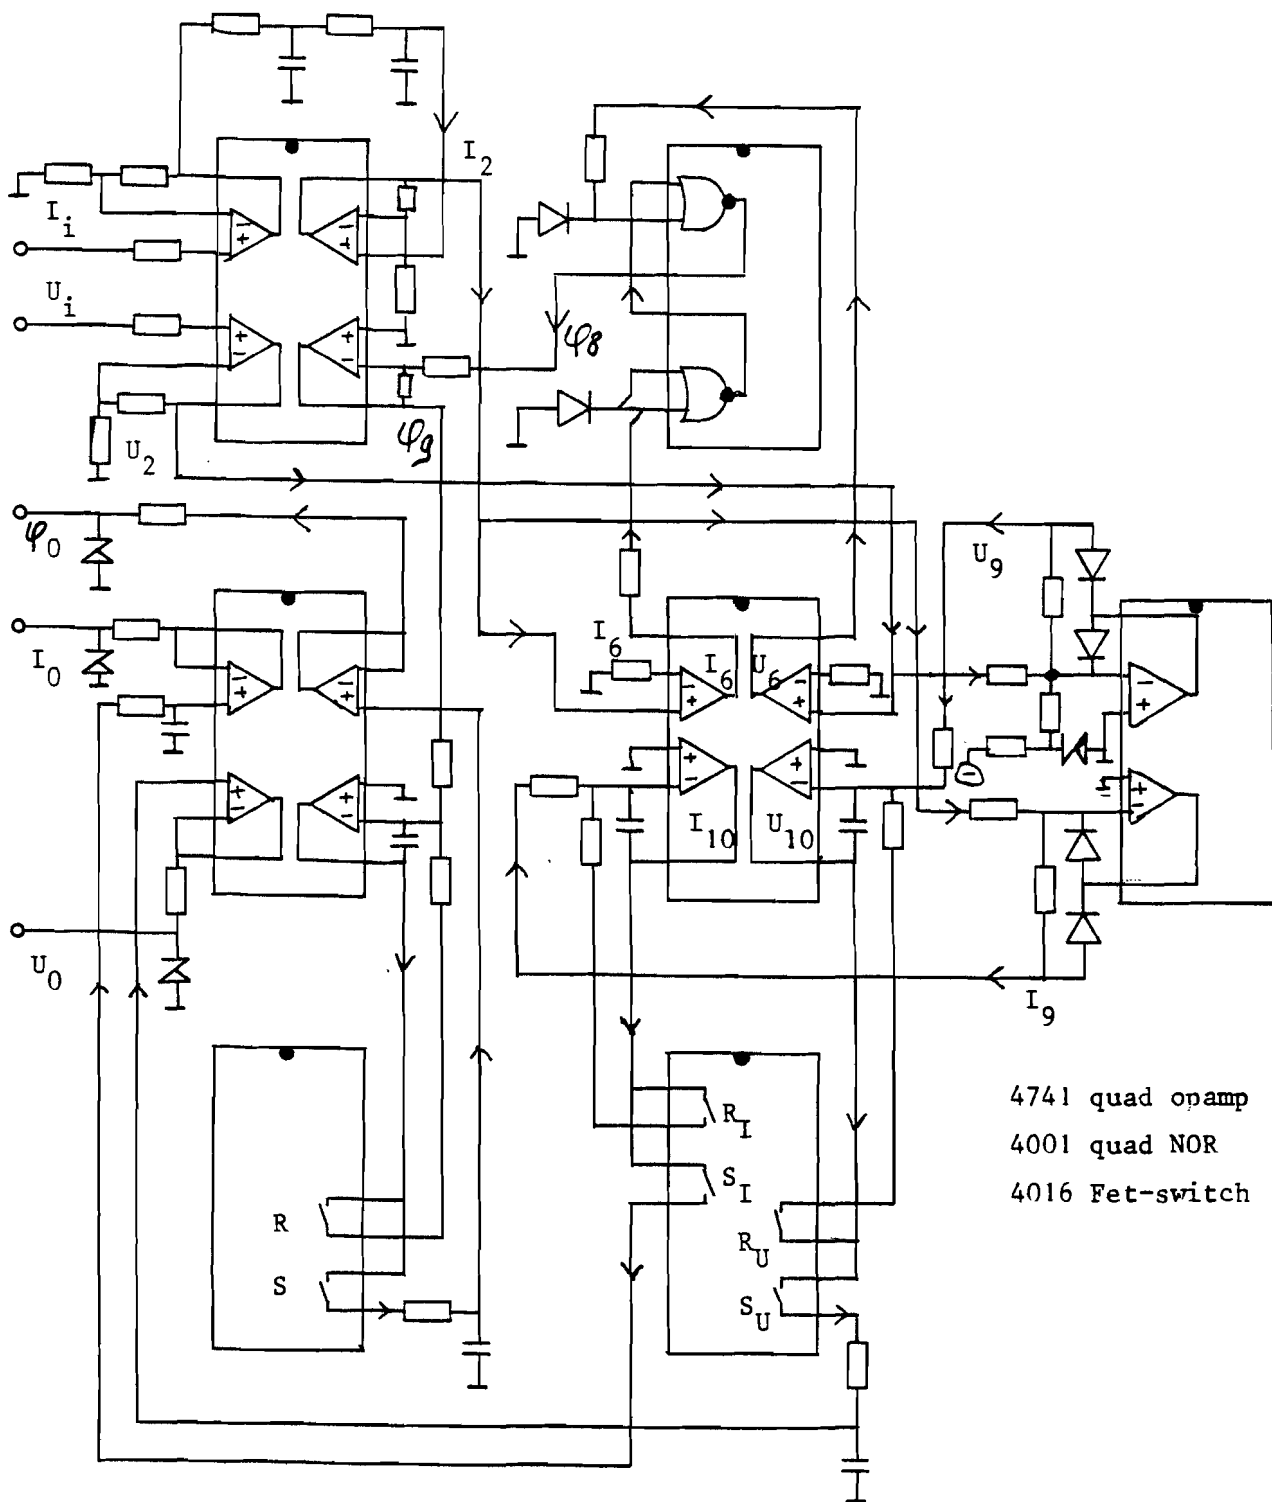 I2
Ii
Ui
φ8
U2
φ9
φ0
U9
I0
I6
I6
U6
I10
U10
U0
I9
RI
SI
R
RU
S
SU
4741 quad opamp
4001 quad NOR
4016 Fet-switch